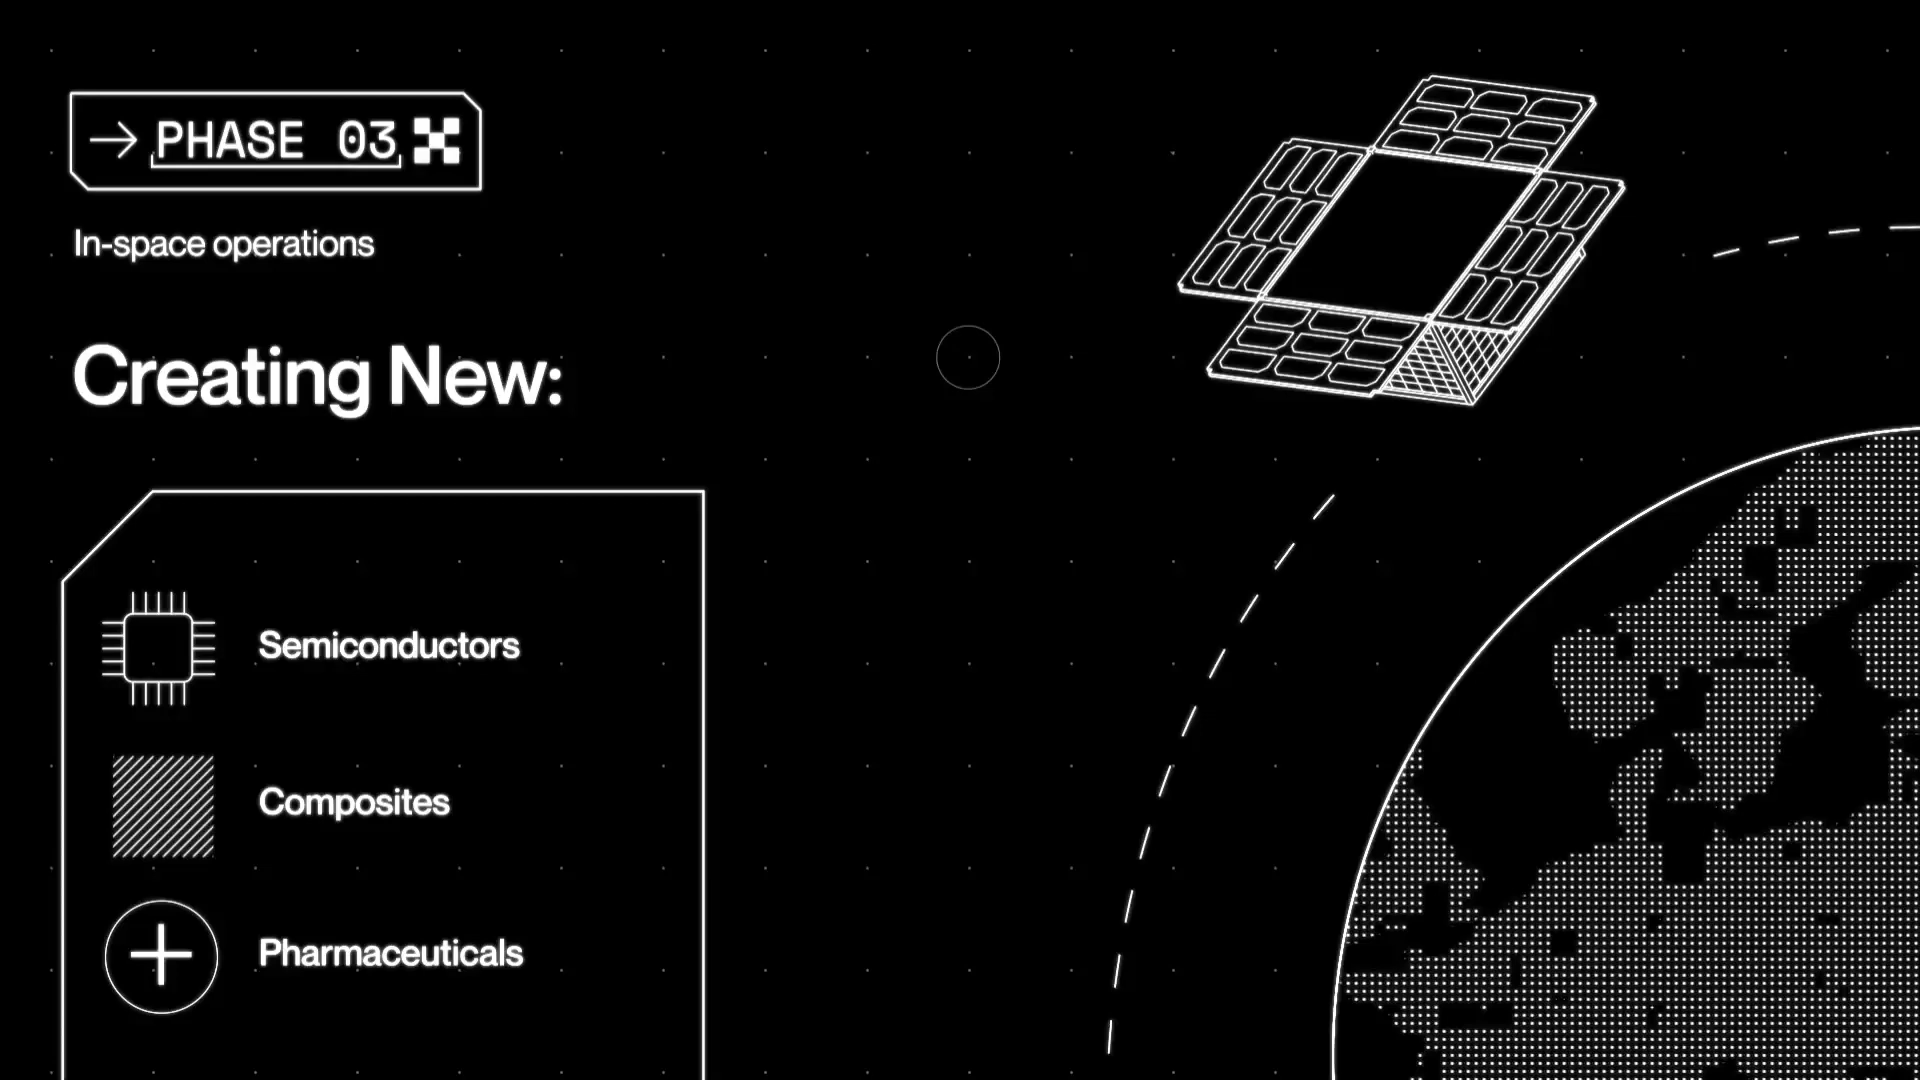 PHASE 03
In-space operations
Creating New:
Semiconductors
Composites
Pharmaceuticals